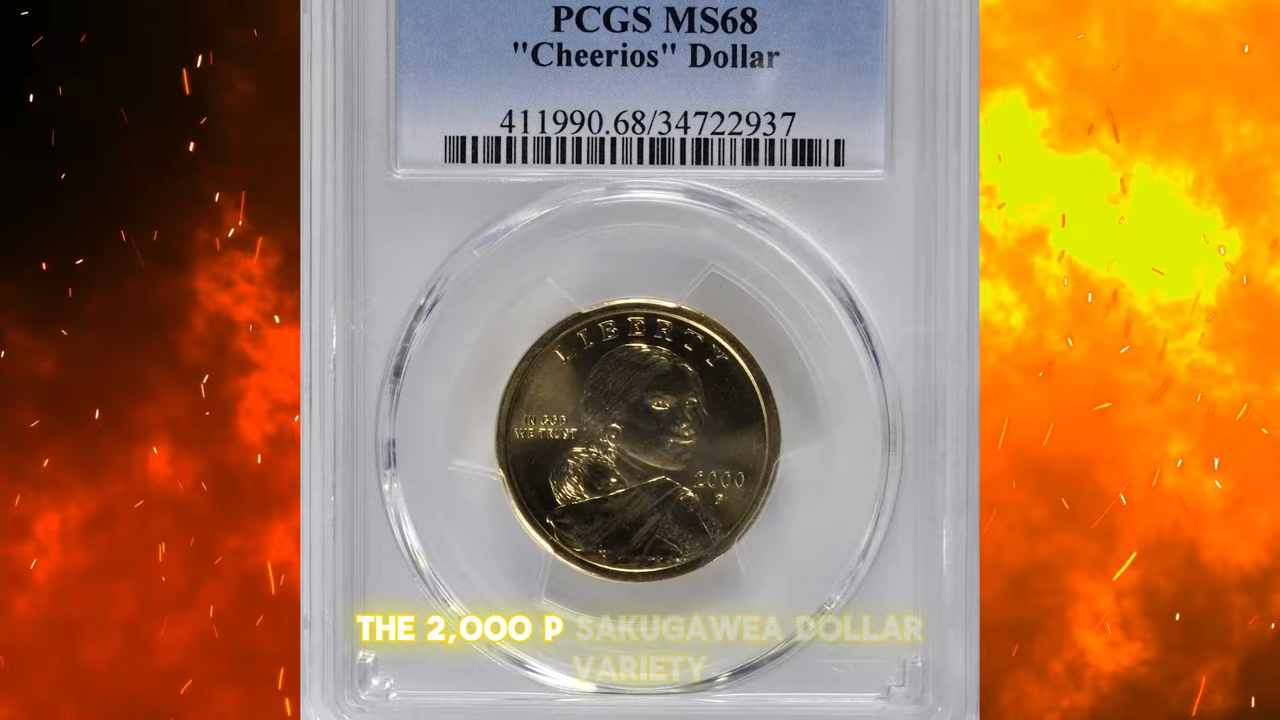 PCGS MS68
"Cheerios" Dollar
411990.68/34722937
LIBERTY
IN GOD
WE TRUST
2000
P
THE 2,000 P SAKUGAWEA DOLLAR
VARIETY